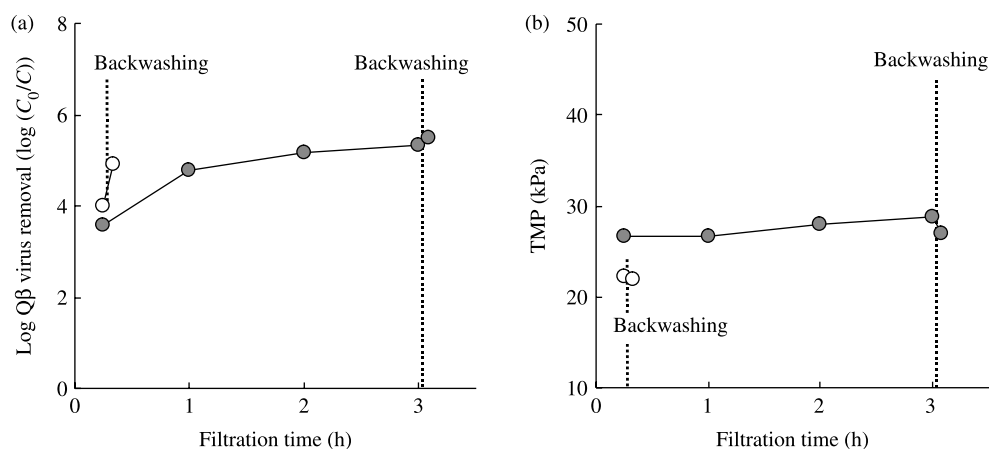 (a)
8
6
4
2
0
Log Qβ virus removal (log (C0/C))
Backwashing
Backwashing
0 1 2 3
Filtration time (h)
(b)
50
40
30
20
10
TMP (kPa)
Backwashing
Backwashing
0 1 2 3
Filtration time (h)